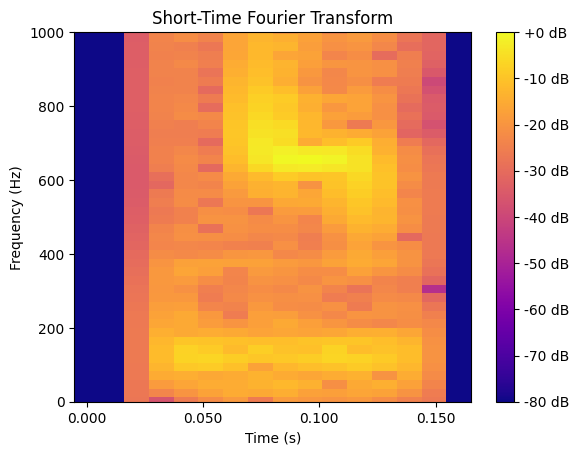 Short-Time Fourier Transform
1000
800
600
400
200
0
Frequency (Hz)
0.000
0.050
0.100
0.150
Time (s)
+0 dB
-10 dB
-20 dB
-30 dB
-40 dB
-50 dB
-60 dB
-70 dB
-80 dB